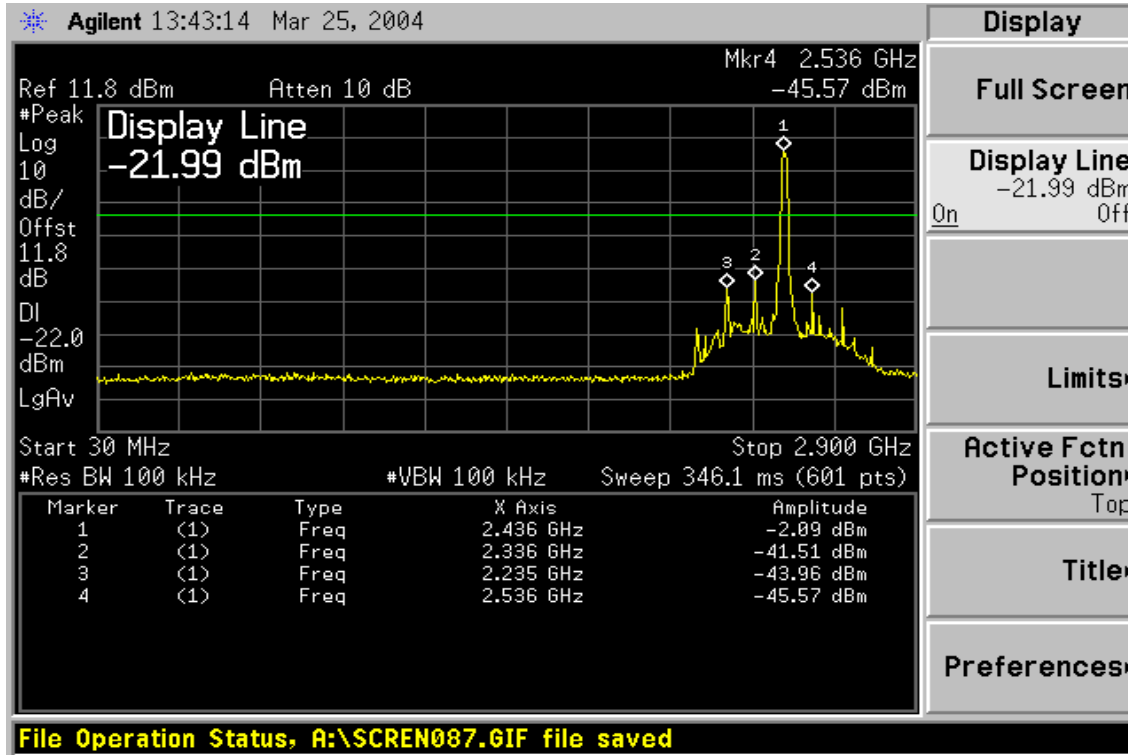 Agilent 13:43:14 Mar 25, 2004
Display
Mkr4 2.536 GHz
Ref 11.8 dBm Atten 10 dB -45.57 dBm
#Peak
Log
10
dB/
Offst
11.8
dB
DI
-22.0
dBm
LgAv
Display Line
-21.99 dBm
1
2
3
4
Start 30 MHz Stop 2.900 GHz
#Res BW 100 kHz #VBW 100 kHz Sweep 346.1 ms (601 pts)
Marker Trace Type X Axis Amplitude
1 (1) Freq 2.436 GHz -2.09 dBm
2 (1) Freq 2.336 GHz -41.51 dBm
3 (1) Freq 2.235 GHz -43.96 dBm
4 (1) Freq 2.536 GHz -45.57 dBm
Full Screen
Display Line
-21.99 dBm
On Off
Limits
Active Fctn
Position
Top
Title
Preferences
File Operation Status, A:\SCREN087.GIF file saved